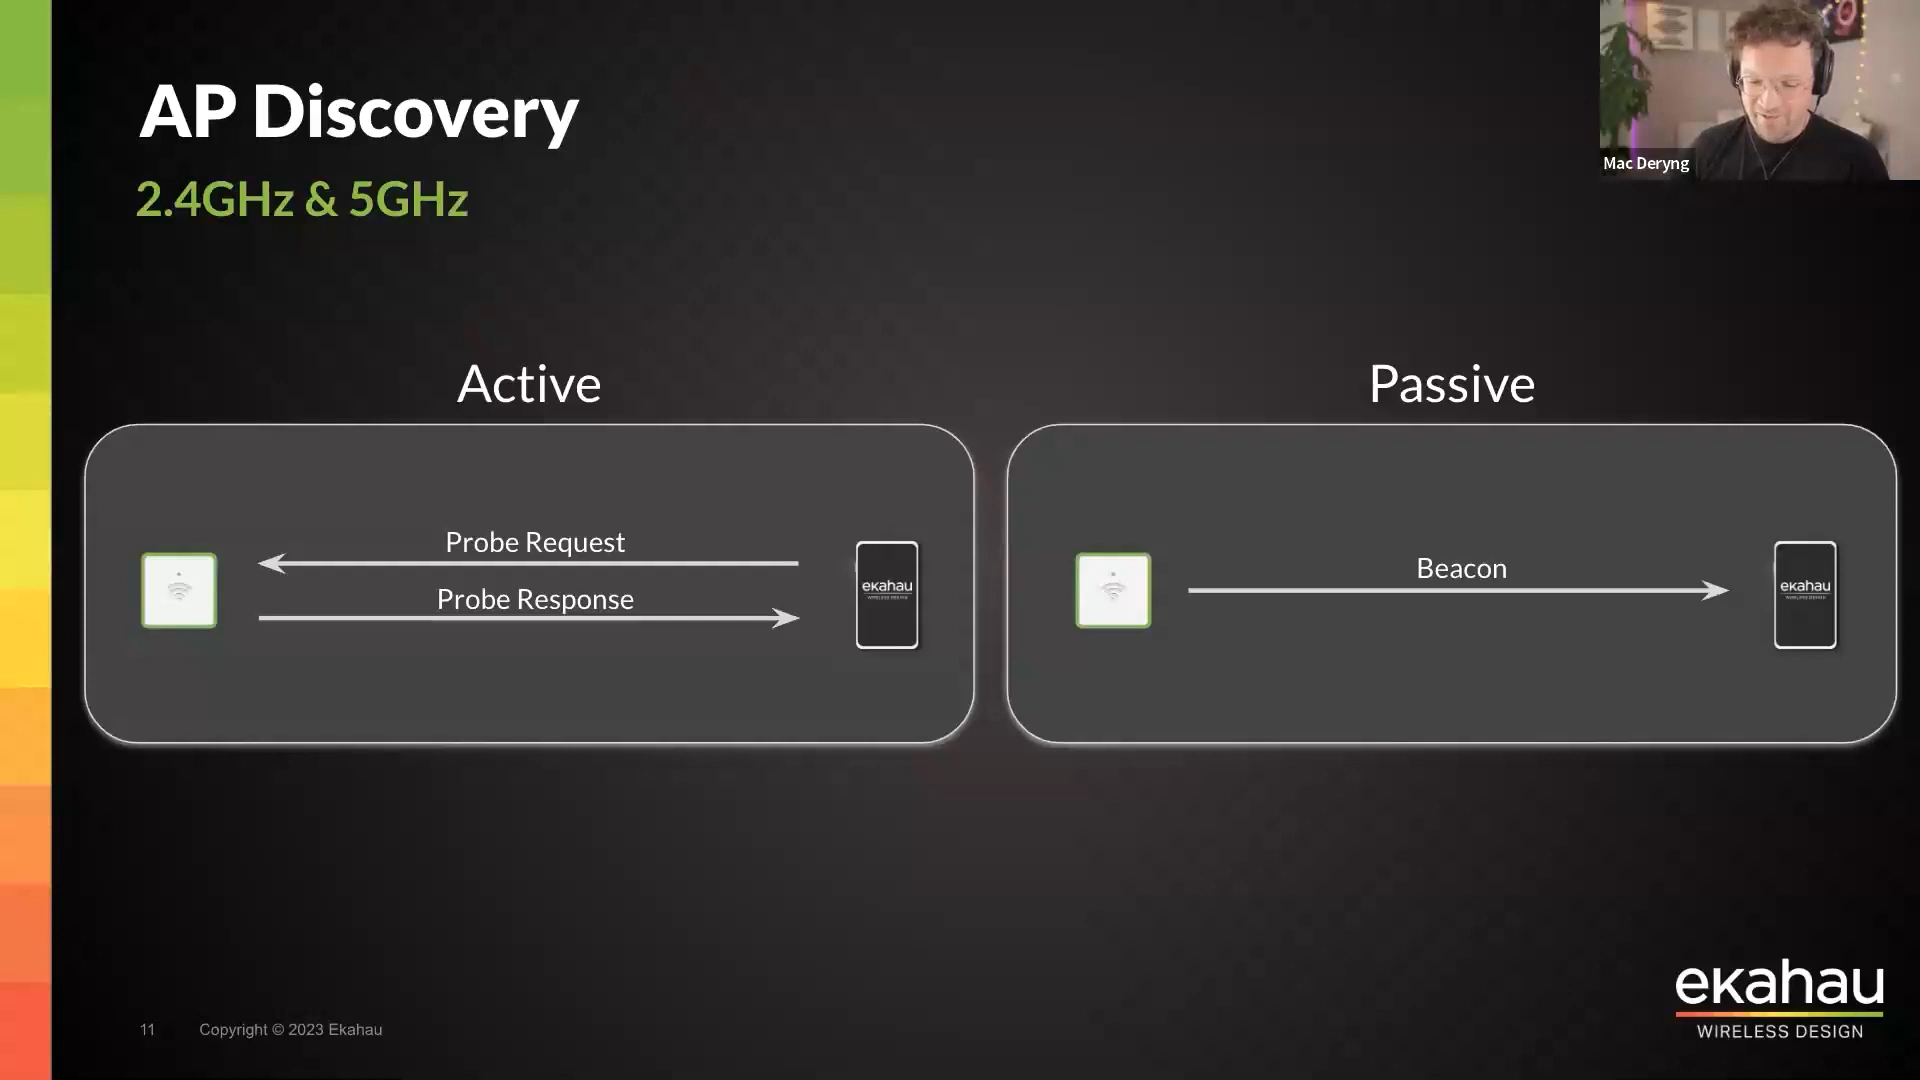 AP Discovery
2.4GHz & 5GHz
Mac Deryng
Active
Passive
Probe Request
Probe Response
ekahau
Beacon
ekahau
ekahau
WIRELESS DESIGN
11
Copyright © 2023 Ekahau